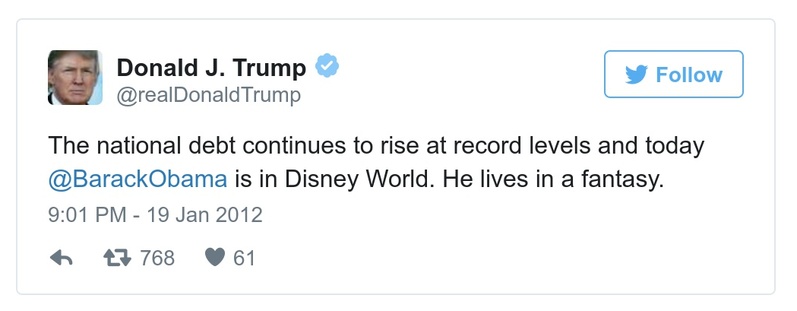 Donald J. Trump
@realDonaldTrump
Follow
The national debt continues to rise at record levels and today
@BarackObama is in Disney World. He lives in a fantasy.
9:01 PM - 19 Jan 2012
768 61